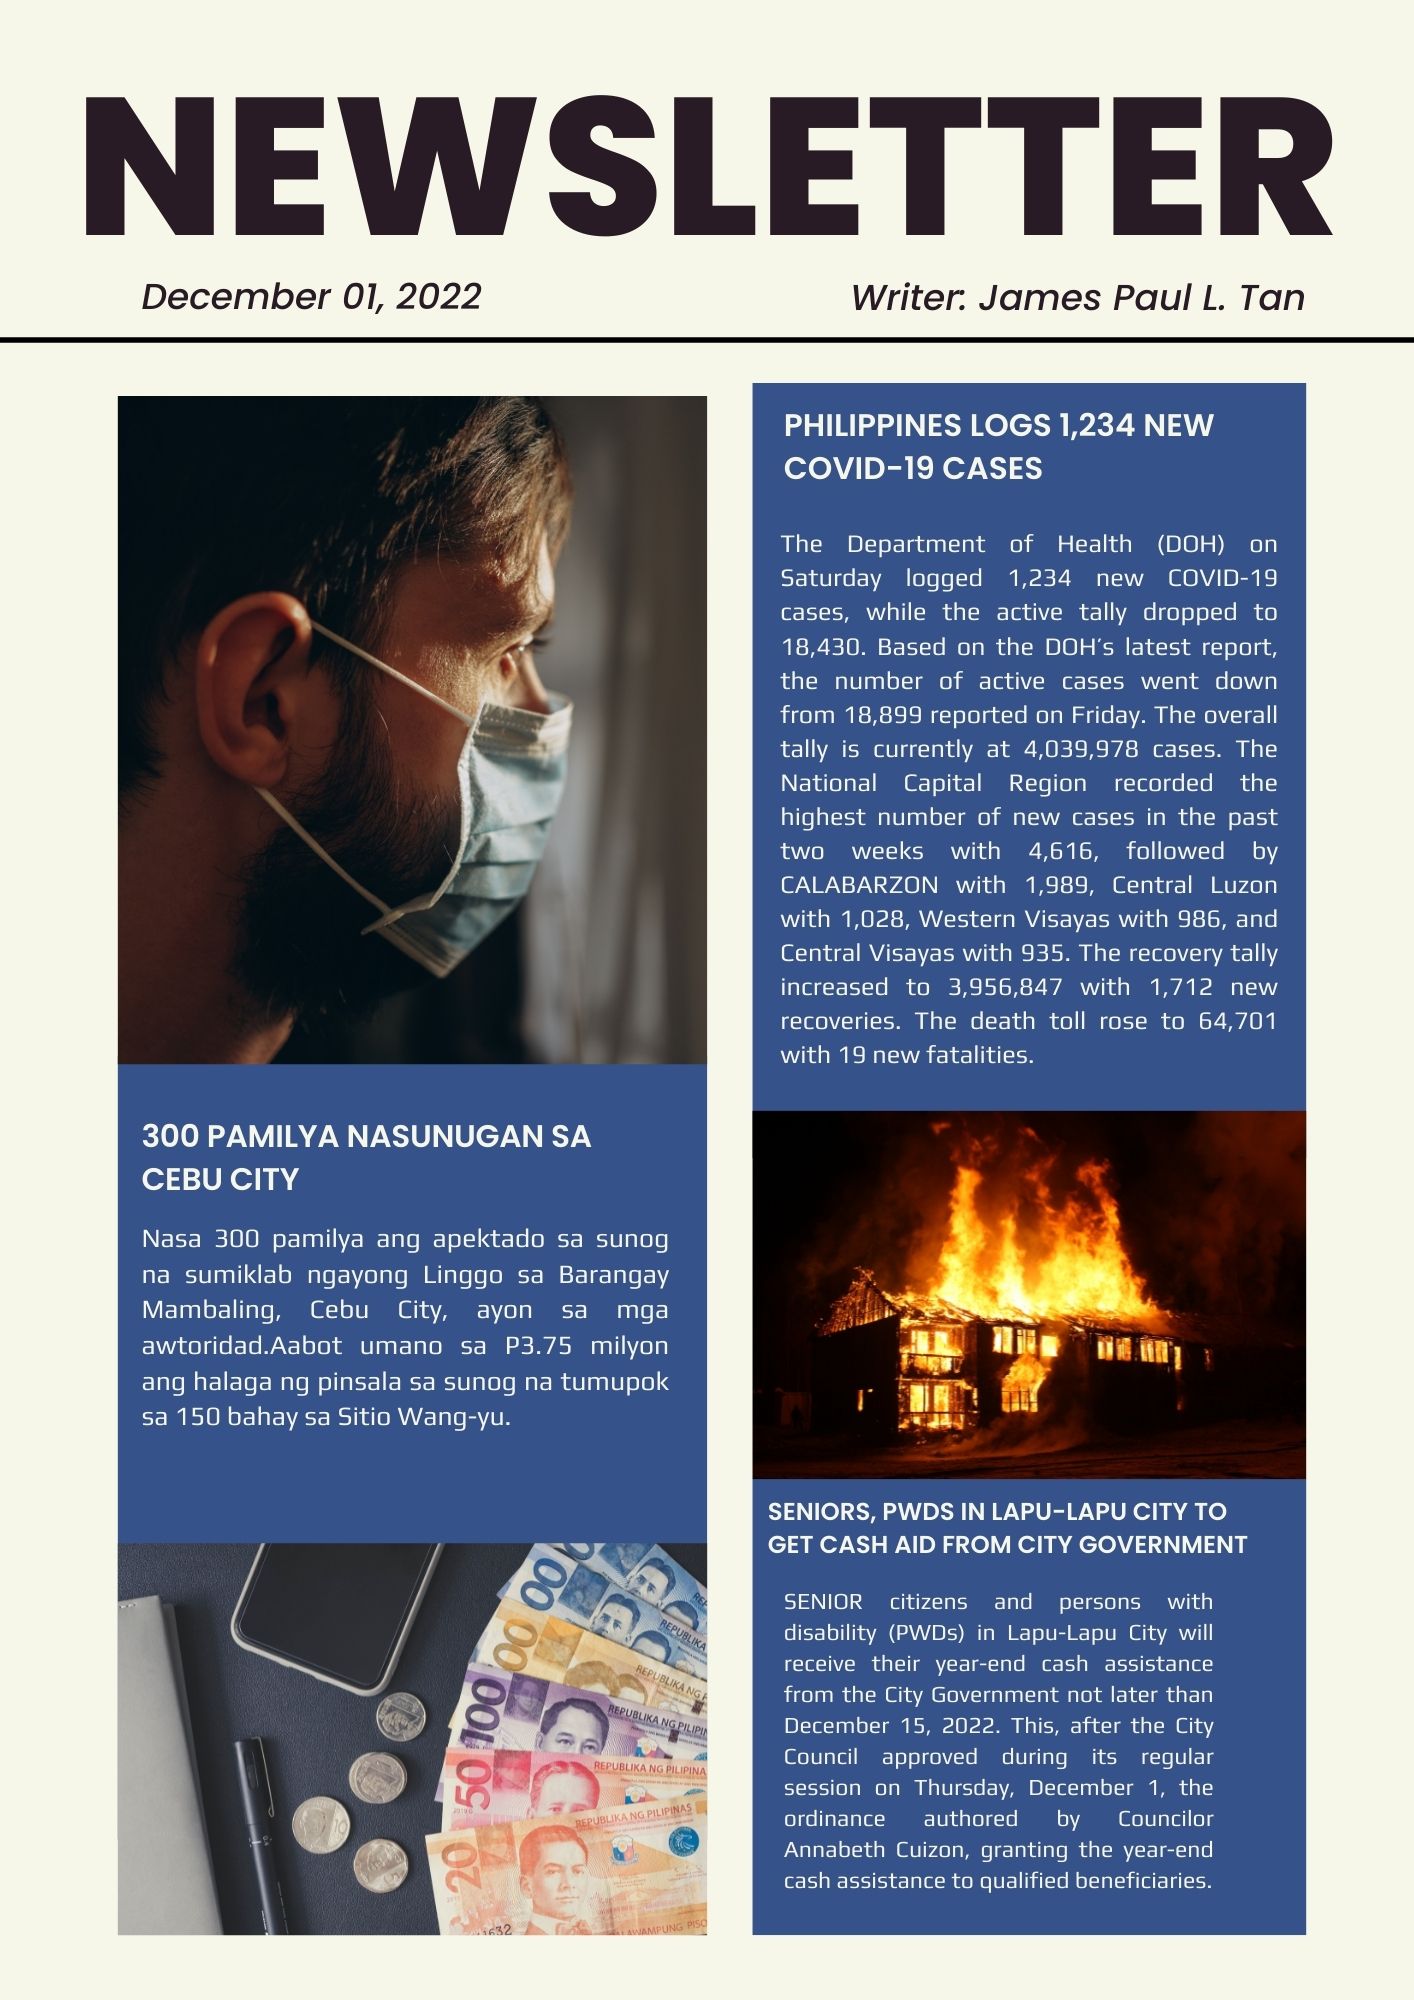 NEWSLETTER
December 01, 2022
Writer: James Paul L. Tan
PHILIPPINES LOGS 1,234 NEW
COVID-19 CASES
The Department of Health (DOH) on
Saturday logged 1,234 new COVID-19
cases, while the active tally dropped to
18,430. Based on the DOH's latest report,
the number of active cases went down
from 18,899 reported on Friday. The overall
tally is currently at 4,039,978 cases. The
National Capital Region recorded the
highest number of new cases in the past
two weeks with 4,616, followed by
CALABARZON with 1,989, Central Luzon
with 1,028, Western Visayas with 986, and
Central Visayas with 935. The recovery tally
increased to 3,956,847 with 1,712 new
recoveries. The death toll rose to 64,701
with 19 new fatalities.
300 PAMILYA NASUNUGAN SA
CEBU CITY
Nasa 300 pamilya ang apektado sa sunog
na sumiklab ngayong Linggo sa Barangay
Mambaling, Cebu City, ayon sa mga
awtoridad.Aabot umano sa P3.75 milyon
ang halaga ng pinsala sa sunog na tumupok
sa 150 bahay sa Sitio Wang-yu.
SENIORS, PWDS IN LAPU-LAPU CITY TO
GET CASH AID FROM CITY GOVERNMENT
SENIOR citizens and persons with
disability (PWDs) in Lapu-Lapu City will
receive their year-end cash assistance
from the City Government not later than
December 15, 2022. This, after the City
Council approved during its regular
session on Thursday, December 1, the
ordinance authored by Councilor
Annabeth Cuizon, granting the year-end
cash assistance to qualified beneficiaries.
REPUBLIKA NG
100
REPUBLIKA NG
50
REPUBLIKA NG PILIPINA
20
REPUBLIKA NG PILIPINAS